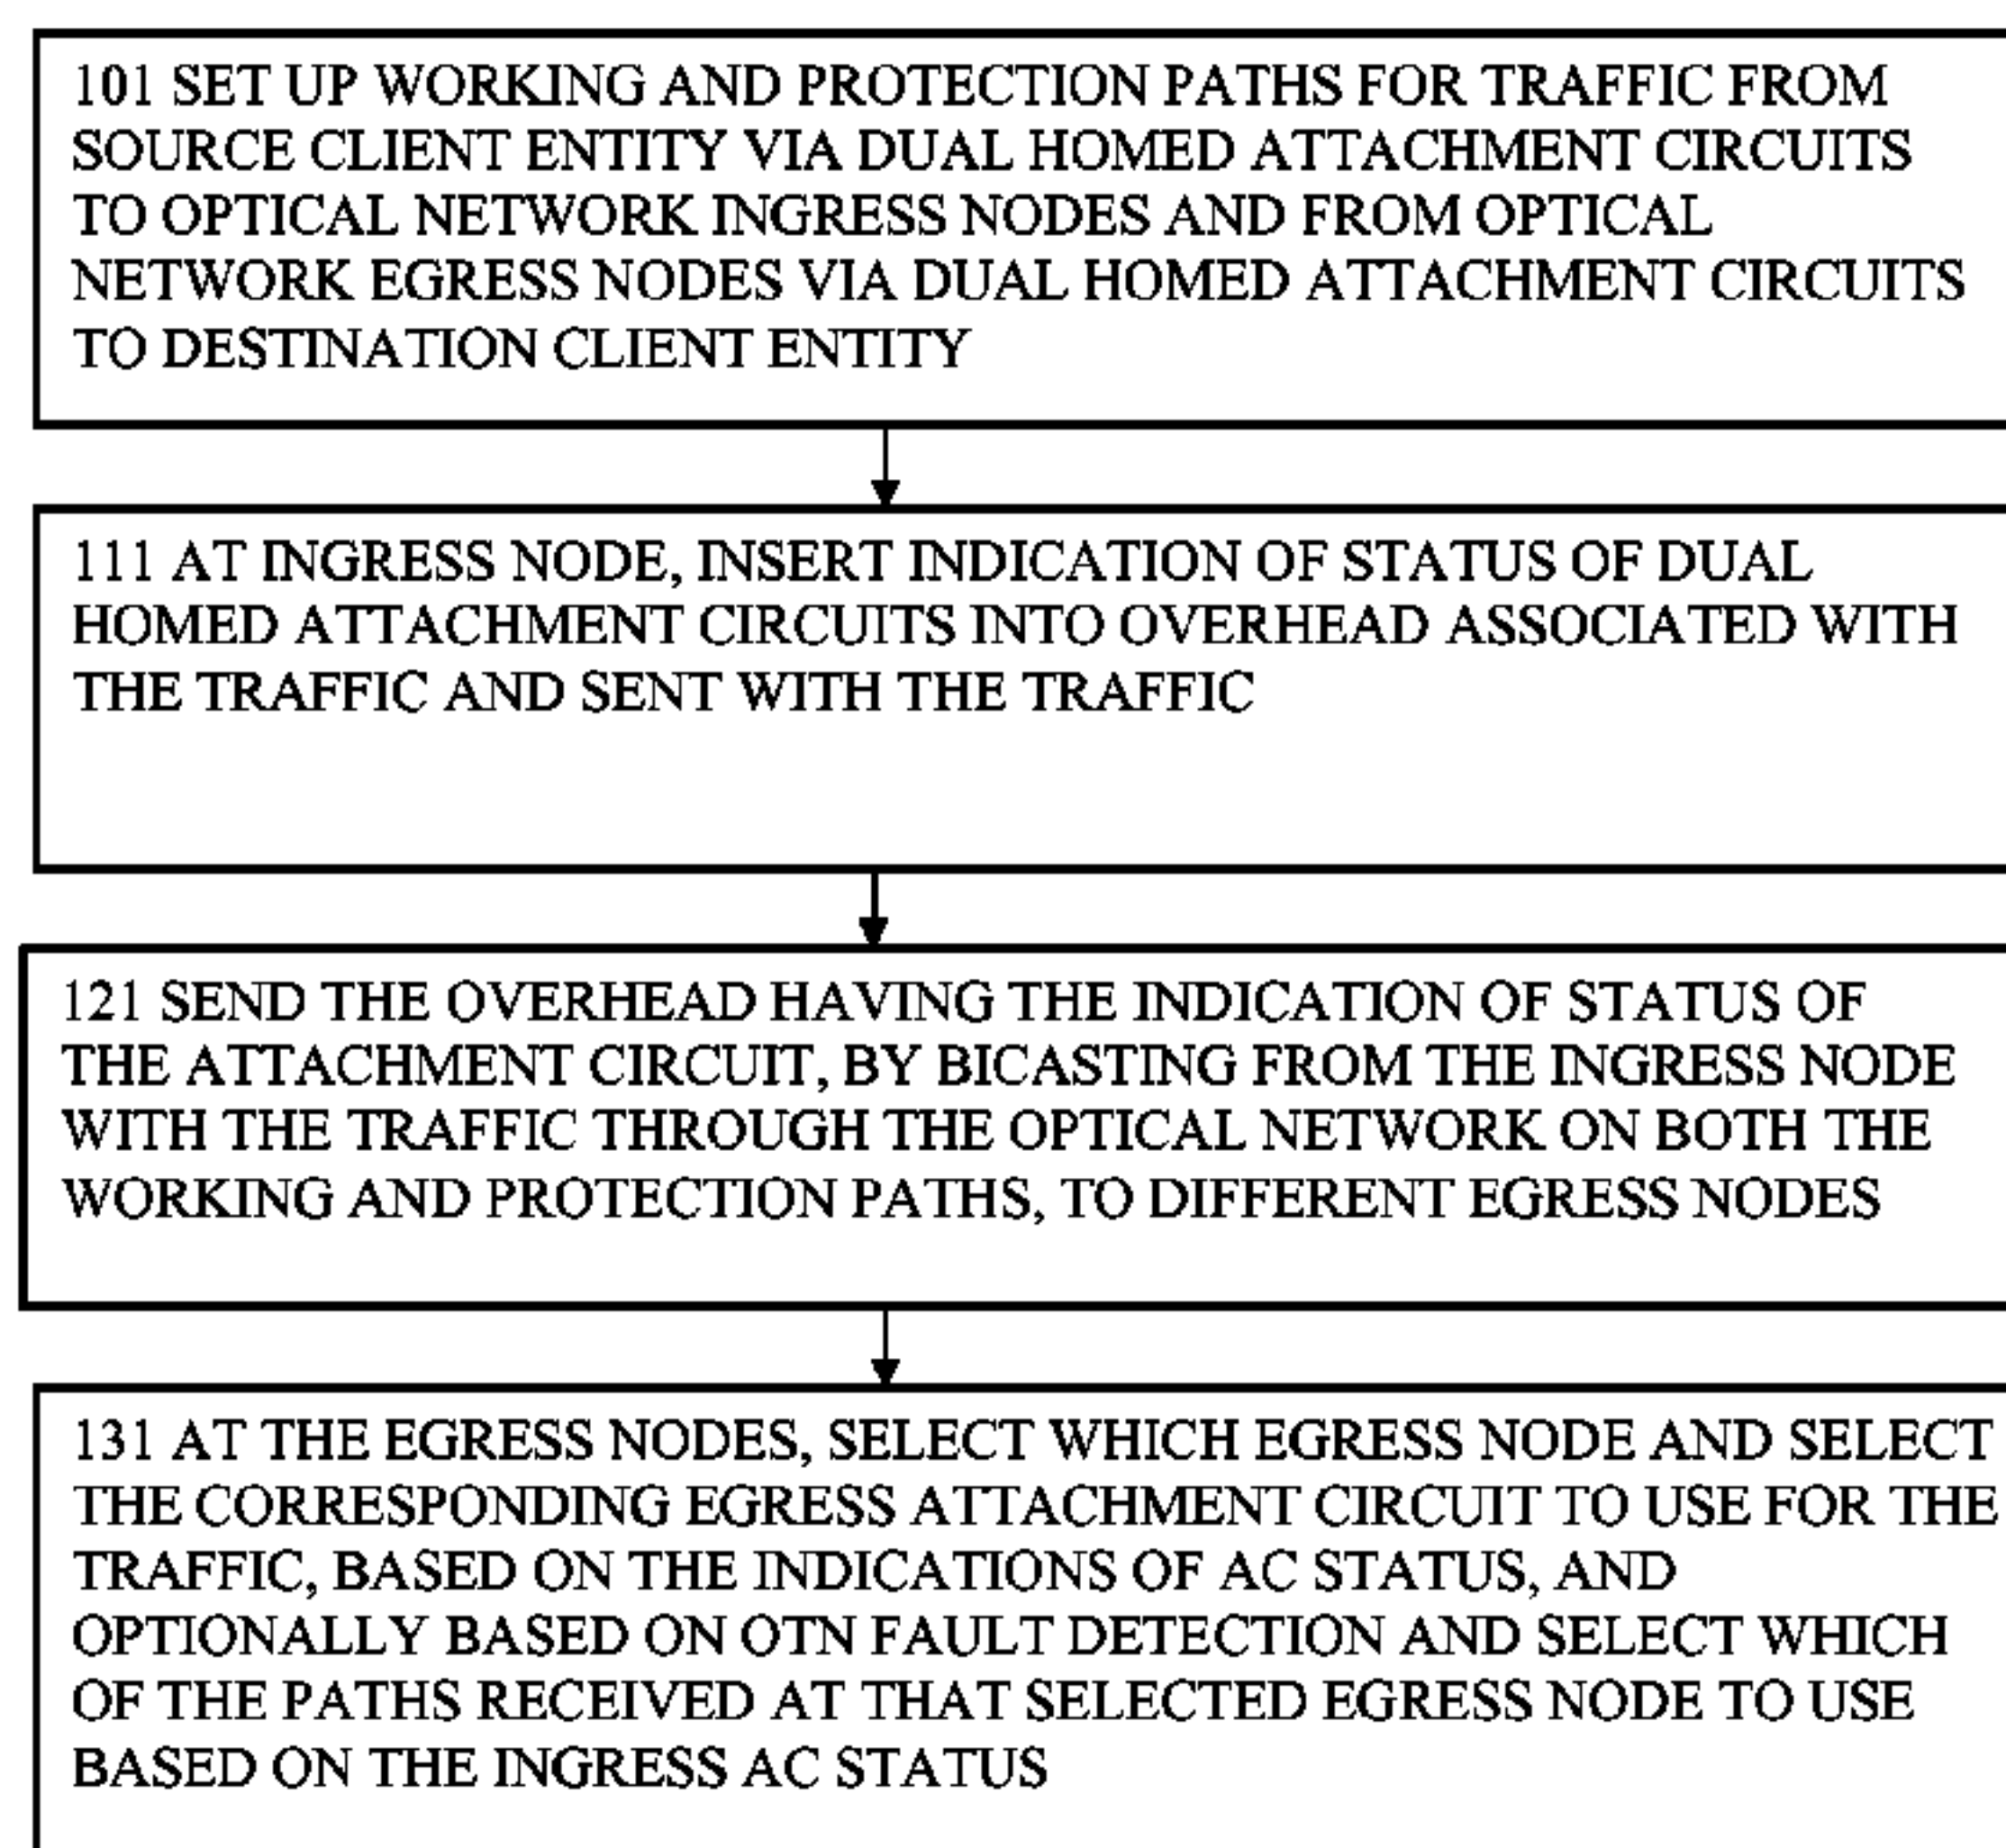 101 SET UP WORKING AND PROTECTION PATHS FOR TRAFFIC FROM
SOURCE CLIENT ENTITY VIA DUAL HOMED ATTACHMENT CIRCUITS
TO OPTICAL NETWORK INGRESS NODES AND FROM OPTICAL
NETWORK EGRESS NODES VIA DUAL HOMED ATTACHMENT CIRCUITS
TO DESTINATION CLIENT ENTITY
111 AT INGRESS NODE, INSERT INDICATION OF STATUS OF DUAL
HOMED ATTACHMENT CIRCUITS INTO OVERHEAD ASSOCIATED WITH
THE TRAFFIC AND SENT WITH THE TRAFFIC
121 SEND THE OVERHEAD HAVING THE INDICATION OF STATUS OF
THE ATTACHMENT CIRCUIT, BY BICASTING FROM THE INGRESS NODE
WITH THE TRAFFIC THROUGH THE OPTICAL NETWORK ON BOTH THE
WORKING AND PROTECTION PATHS, TO DIFFERENT EGRESS NODES
131 AT THE EGRESS NODES, SELECT WHICH EGRESS NODE AND SELECT
THE CORRESPONDING EGRESS ATTACHMENT CIRCUIT TO USE FOR THE
TRAFFIC, BASED ON THE INDICATIONS OF AC STATUS, AND
OPTIONALLY BASED ON OTN FAULT DETECTION AND SELECT WHICH
OF THE PATHS RECEIVED AT THAT SELECTED EGRESS NODE TO USE
BASED ON THE INGRESS AC STATUS